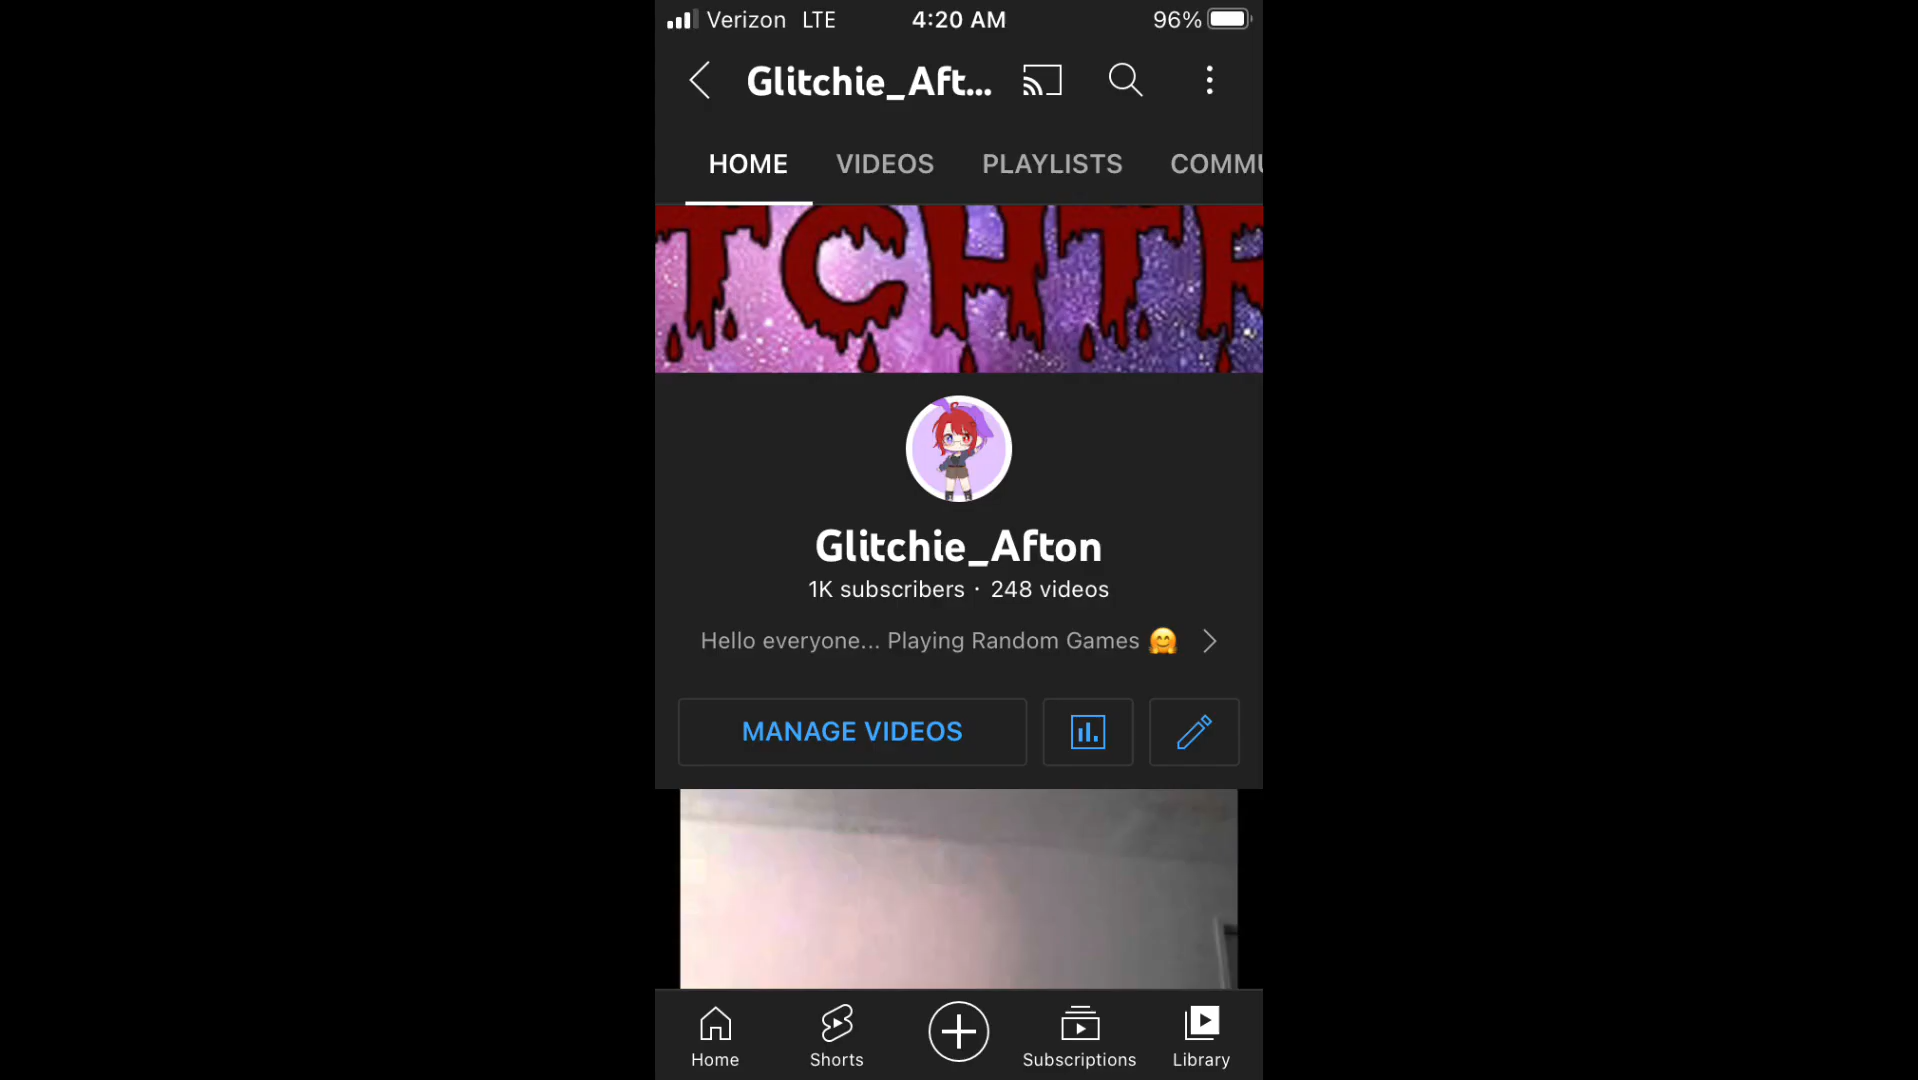 Verizon LTE 4:20 AM 96%
Glitchie_Aft...
HOME VIDEOS PLAYLISTS COMMU
TCHTR
Glitchie_Afton
1K subscribers · 248 videos
Hello everyone... Playing Random Games 🤗
MANAGE VIDEOS
Home Shorts Subscriptions Library